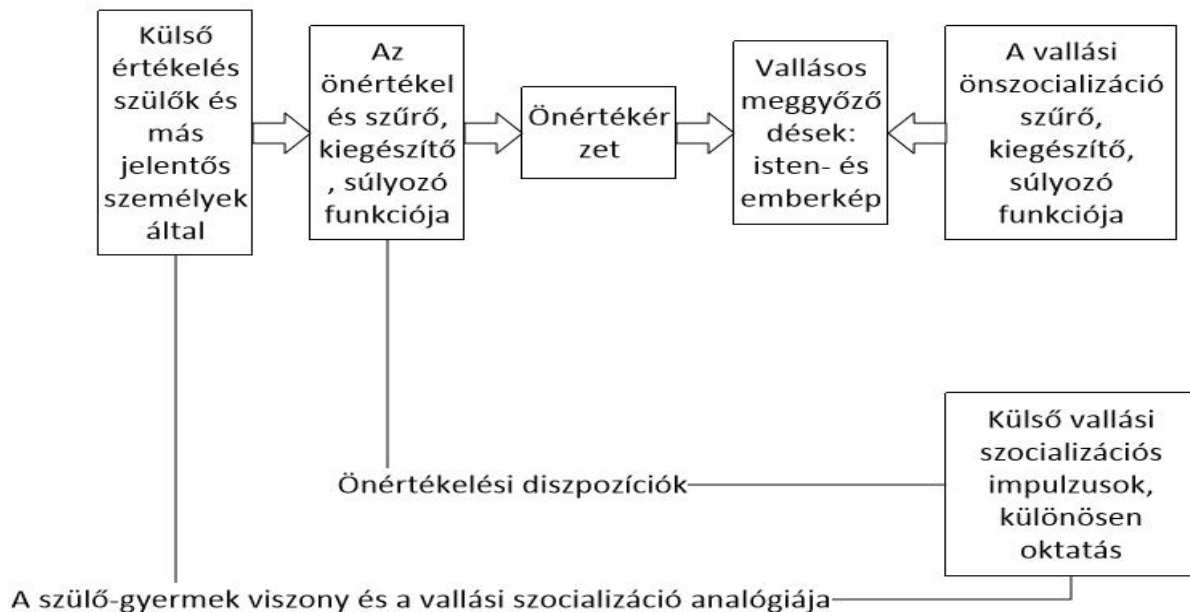 Külső
értékelés
szülők és
más
jelentős
személyek
által
Az
önértékel
és szűrő,
kiegészítő
, súlyozó
funkciója
Önértékér
zet
Vallásos
meggyőző
dések:
isten- és
emberkép
A vallási
önszocializáció
szűrő,
kiegészítő,
súlyozó
funkciója
Külső vallási
szocializációs
impulzusok,
különösen
oktatás
Önértékelési diszpozíciók
A szülő-gyermek viszony és a vallási szocializáció analógiája